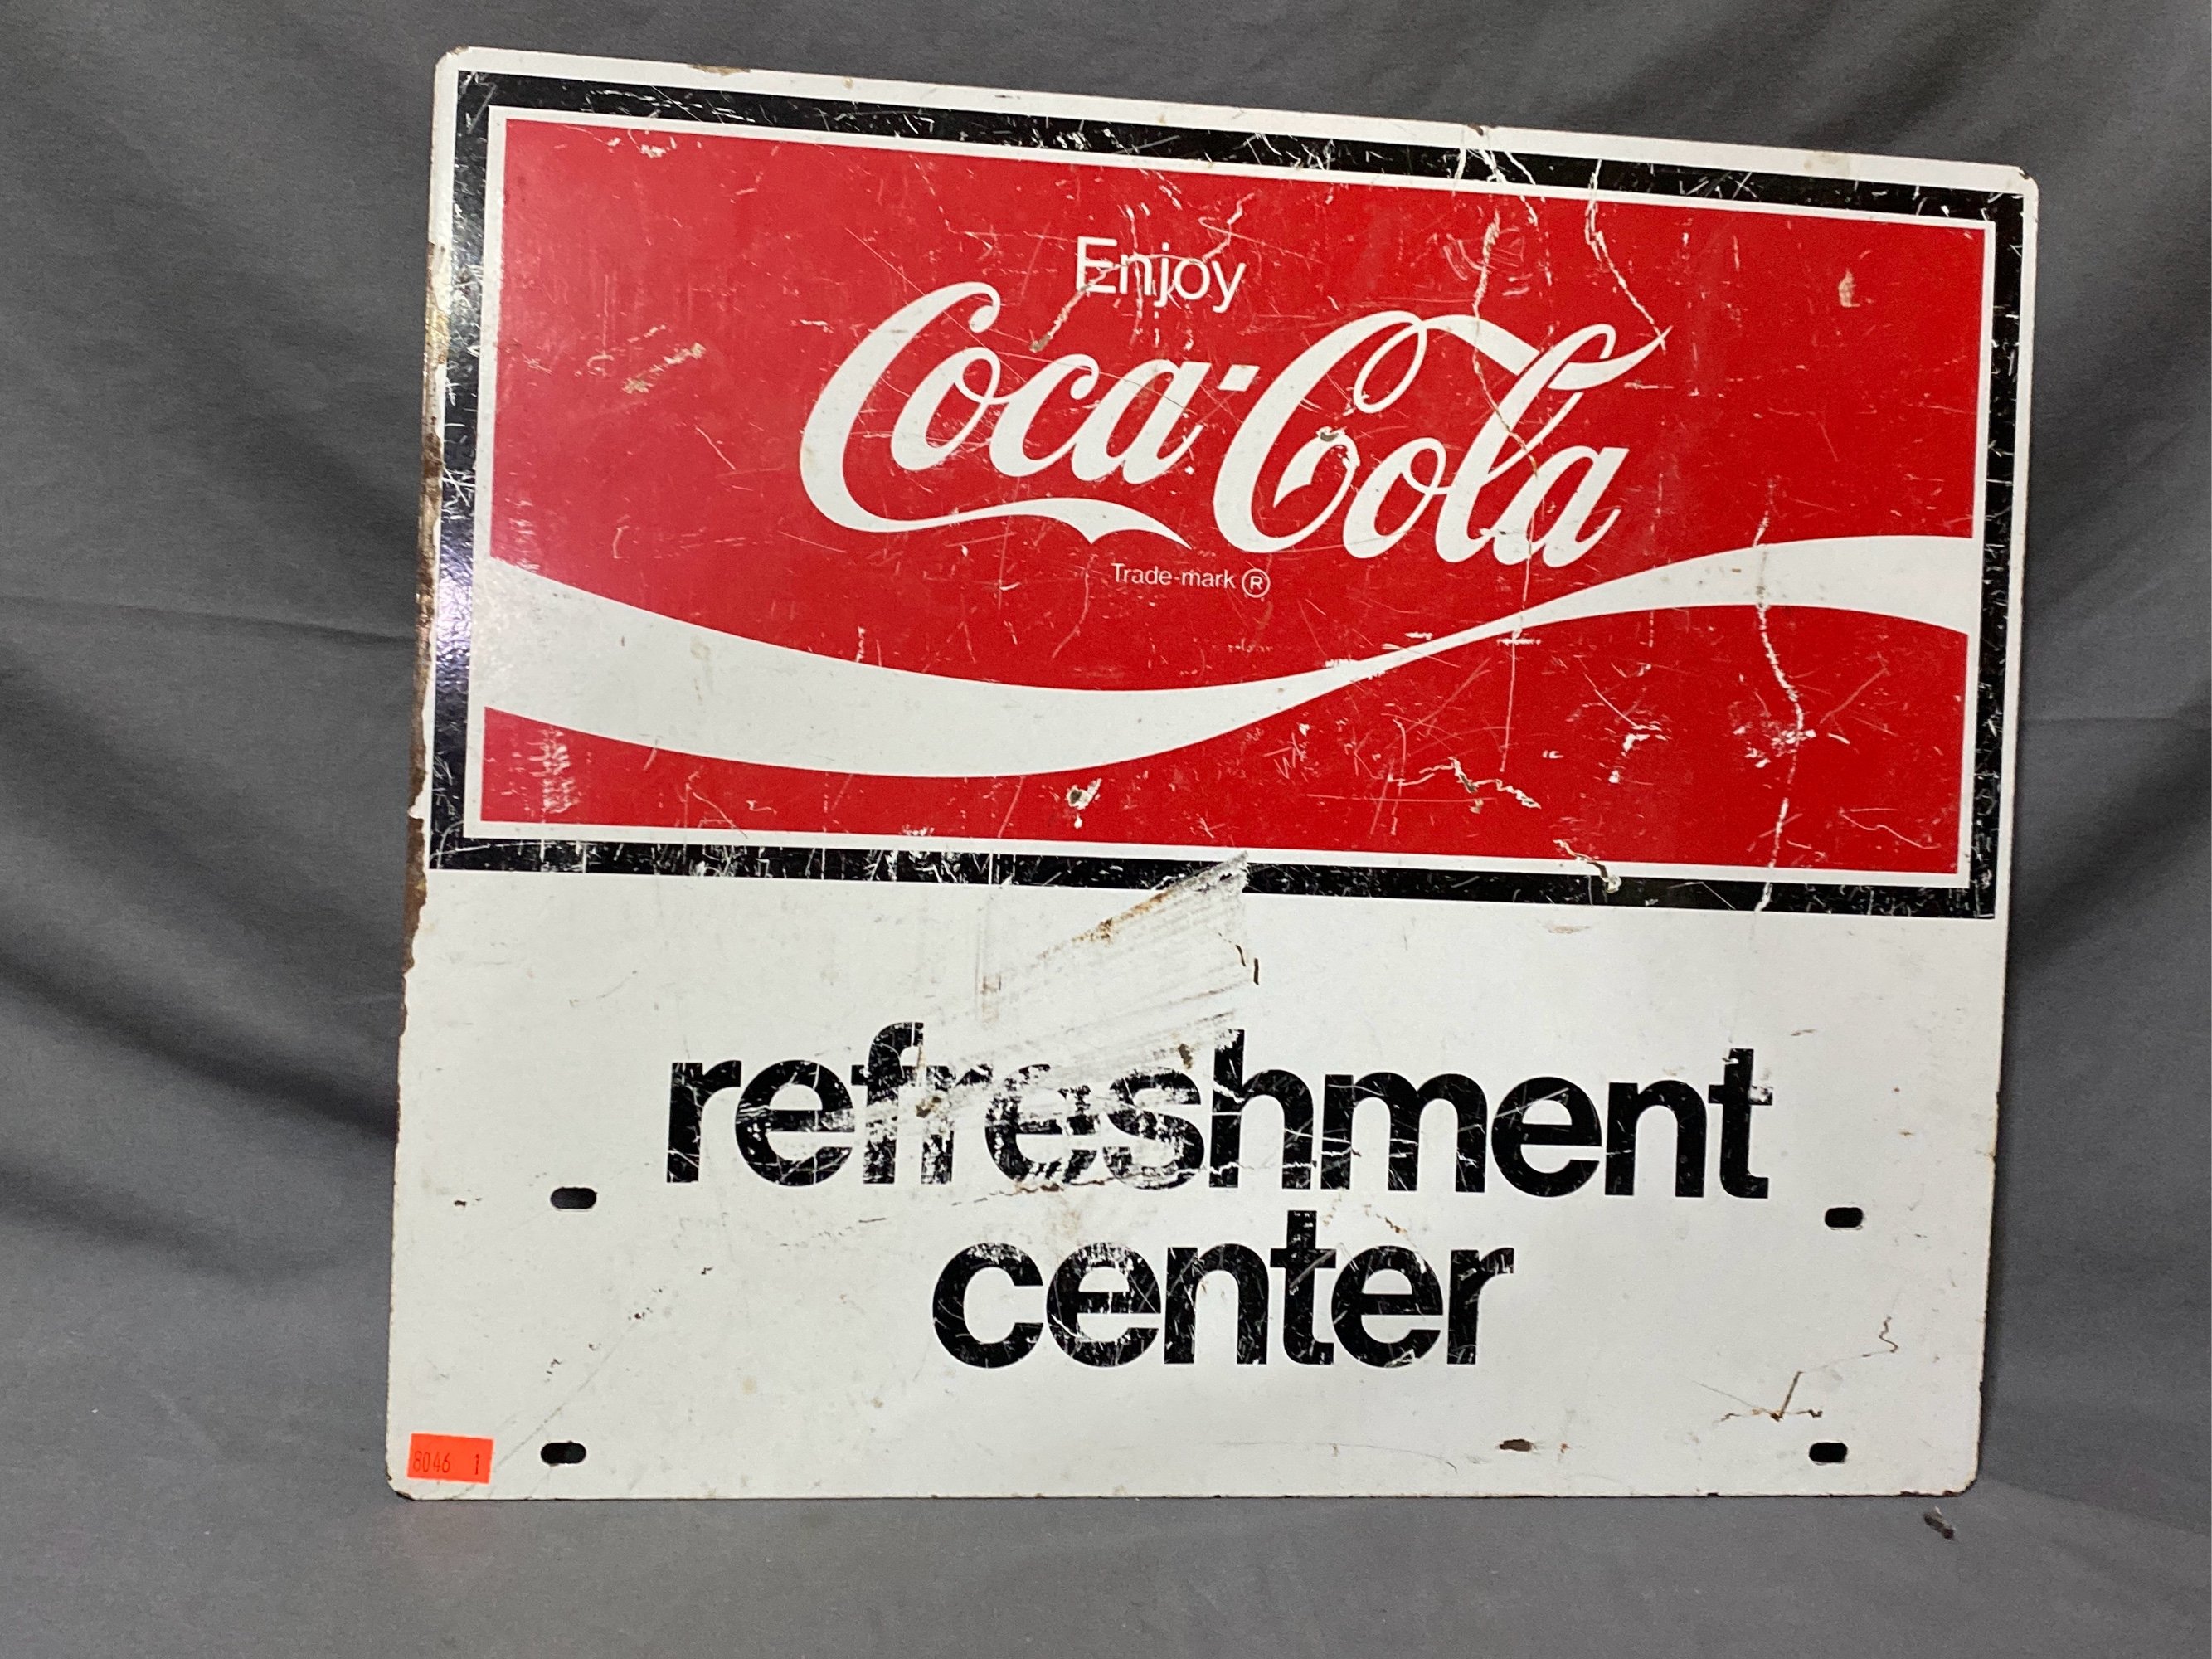 Enjoy
Coca-Cola
Trade-mark ®
refreshment
center
8046 1